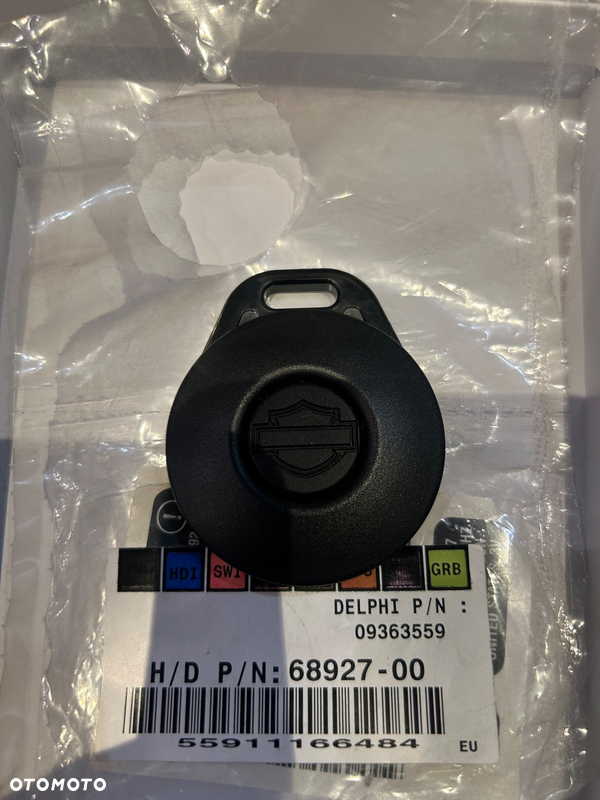 HDI SWI GRB
DELPHI P/N :
09363559
H/D P/N: 68927-00
55911166484
EU
OTOMOTO